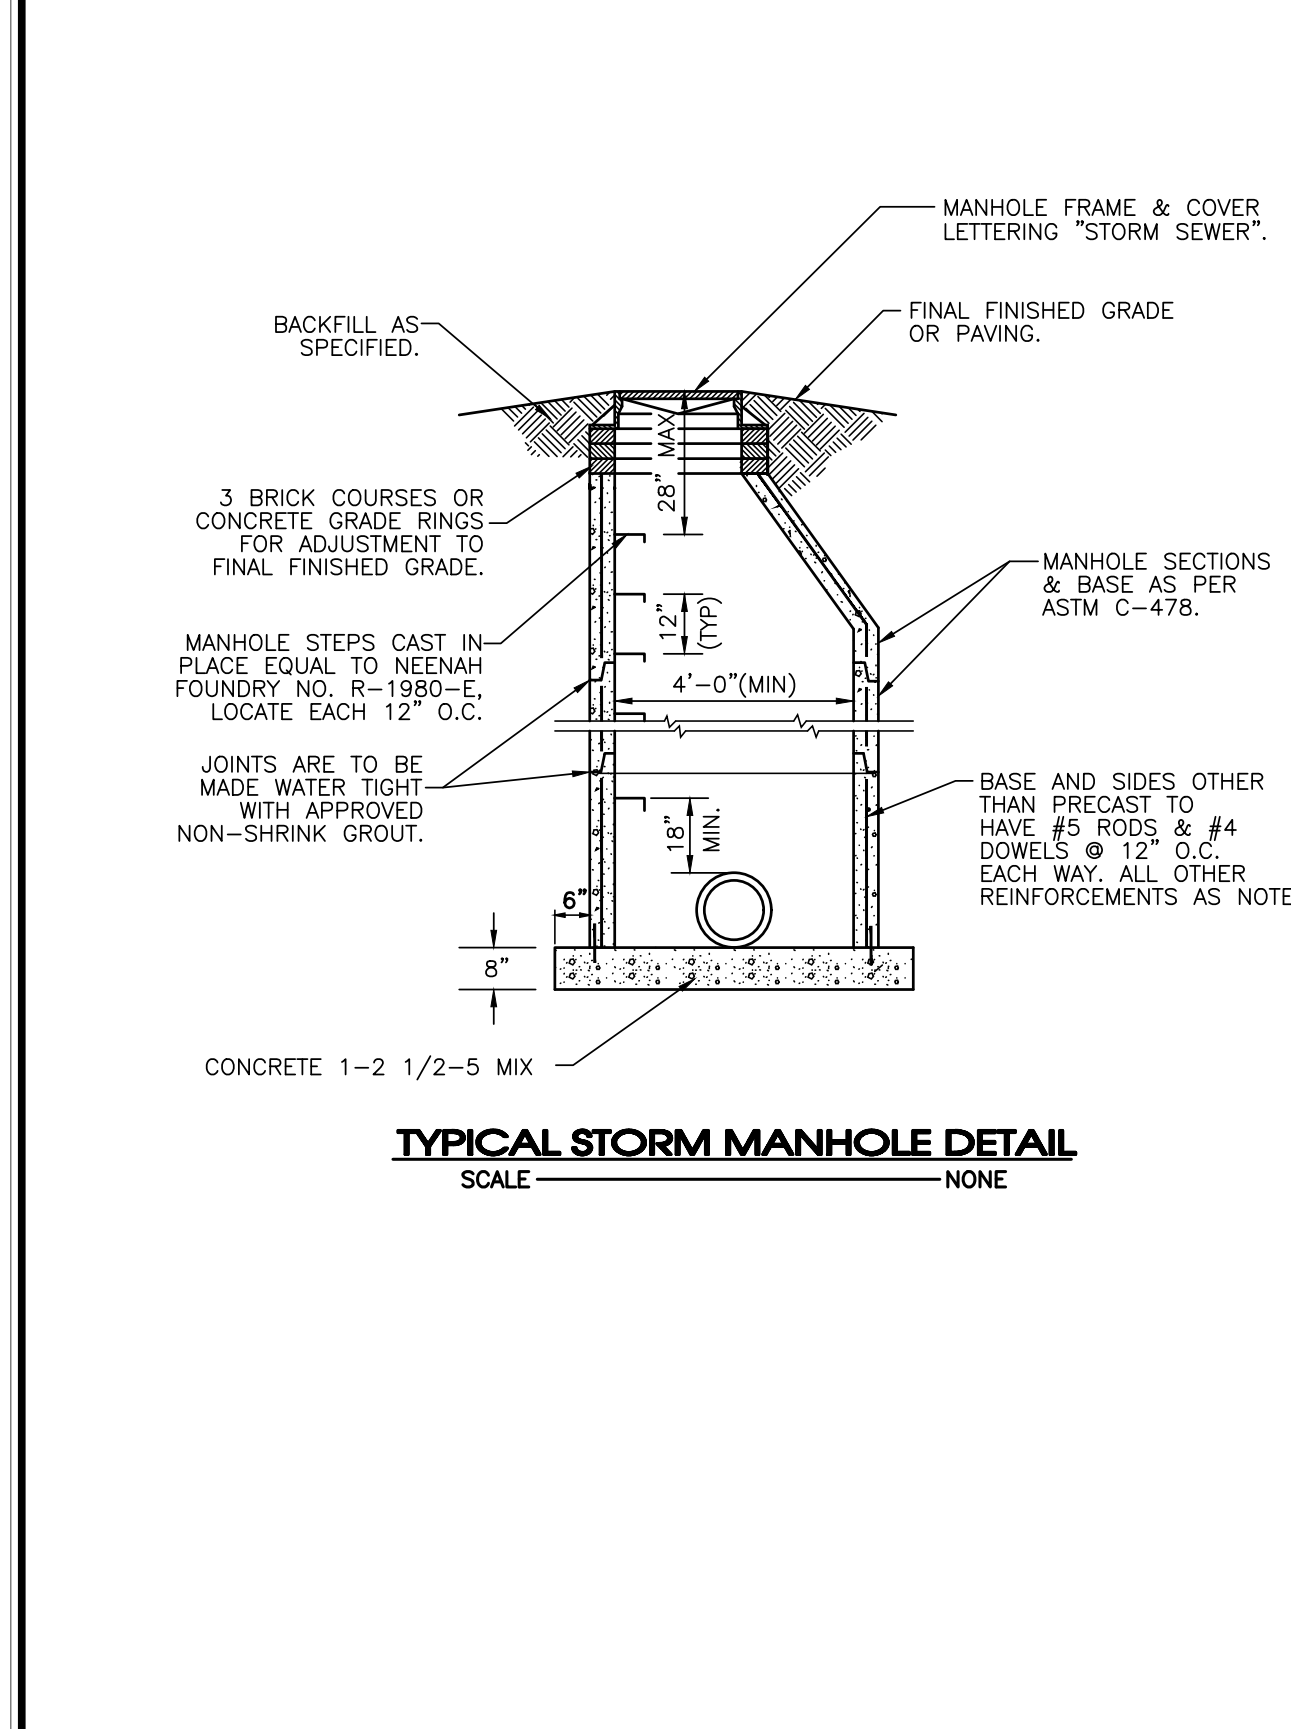 MANHOLE FRAME & COVER
LETTERING "STORM SEWER".
FINAL FINISHED GRADE
OR PAVING.
BACKFILL AS
SPECIFIED.
28" MAX
3 BRICK COURSES OR
CONCRETE GRADE RINGS
FOR ADJUSTMENT TO
FINAL FINISHED GRADE.
MANHOLE SECTIONS
& BASE AS PER
ASTM C-478.
12"
(TYP)
MANHOLE STEPS CAST IN
PLACE EQUAL TO NEENAH
FOUNDRY NO. R-1980-E,
LOCATE EACH 12" O.C.
4'-0"(MIN)
JOINTS ARE TO BE
MADE WATER TIGHT
WITH APPROVED
NON-SHRINK GROUT.
BASE AND SIDES OTHER
THAN PRECAST TO
HAVE #5 RODS & #4
DOWELS @ 12" O.C.
EACH WAY. ALL OTHER
REINFORCEMENTS AS NOTE
18"
MIN.
6"
8"
CONCRETE 1-2 1/2-5 MIX
TYPICAL STORM MANHOLE DETAIL
SCALE NONE